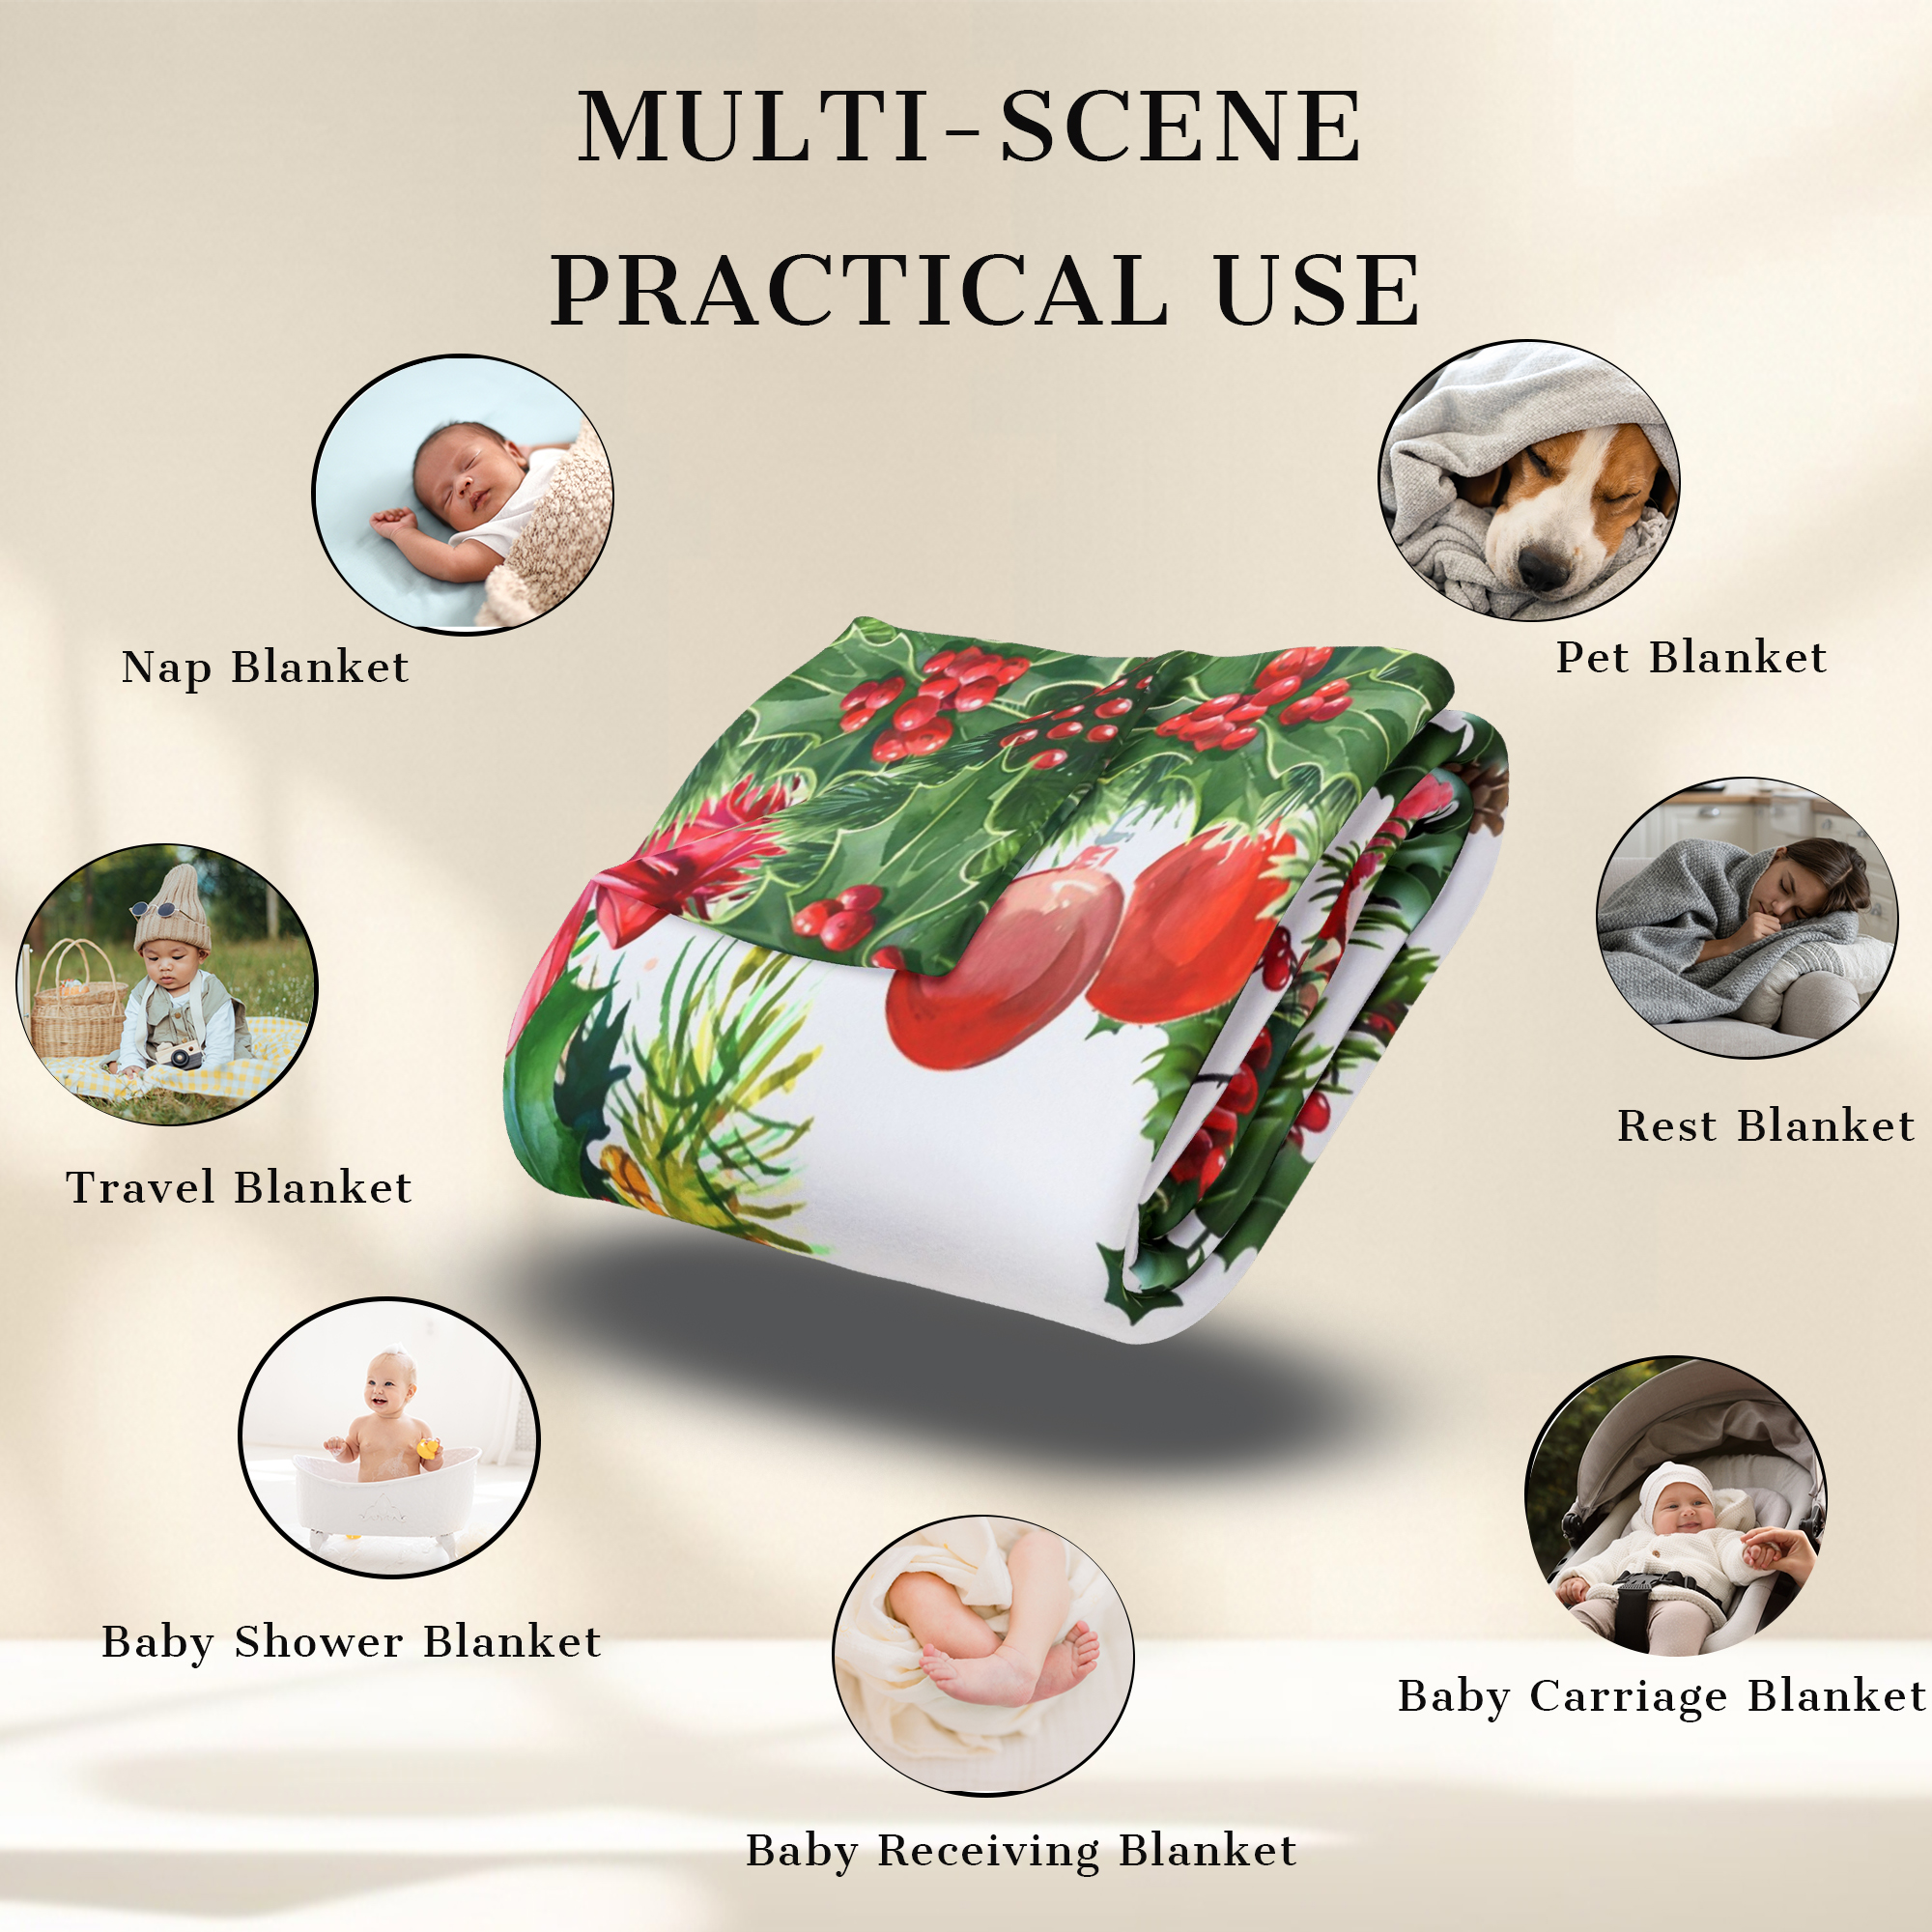 MULTI-SCENE
PRACTICAL USE
Nap Blanket
Pet Blanket
Travel Blanket
Rest Blanket
Baby Shower Blanket
Baby Carriage Blanket
Baby Receiving Blanket